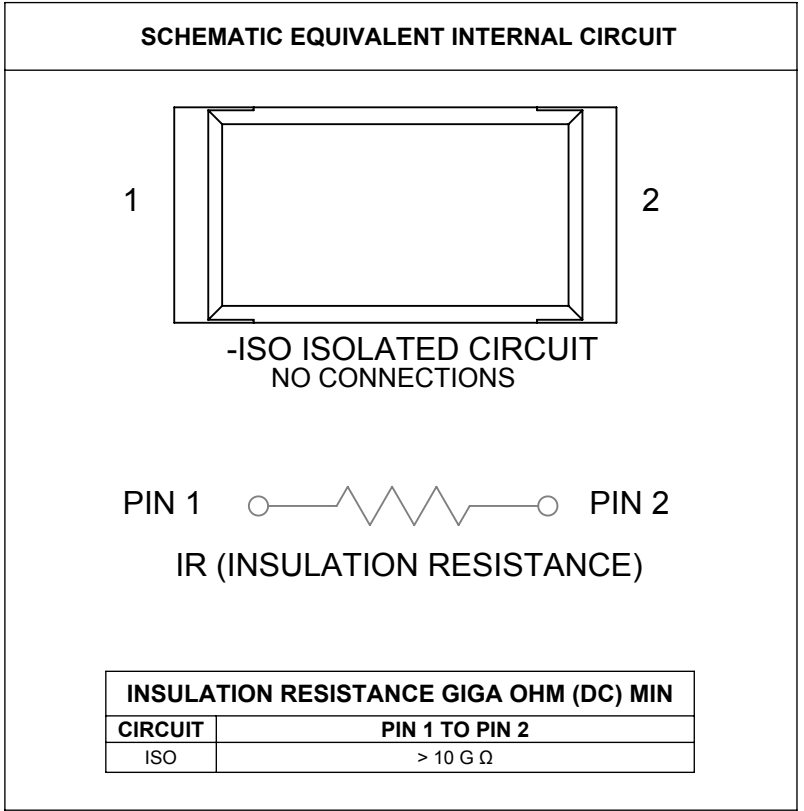 SCHEMATIC EQUIVALENT INTERNAL CIRCUIT
1 2
-ISO ISOLATED CIRCUIT
NO CONNECTIONS
PIN 1 PIN 2
IR (INSULATION RESISTANCE)
INSULATION RESISTANCE GIGA OHM (DC) MIN
CIRCUIT PIN 1 TO PIN 2
ISO > 10 G Ω